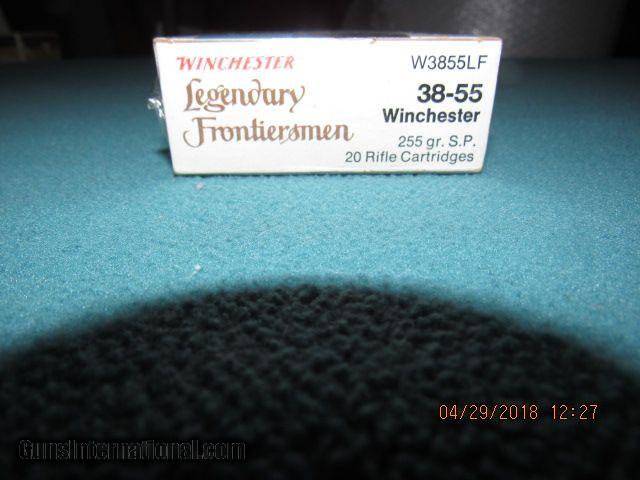 WINCHESTER
Legendary
Frontiersmen
W3855LF
38-55
Winchester
255 gr. S.P.
20 Rifle Cartridges
04/29/2018 12:27
GunsInternational.com